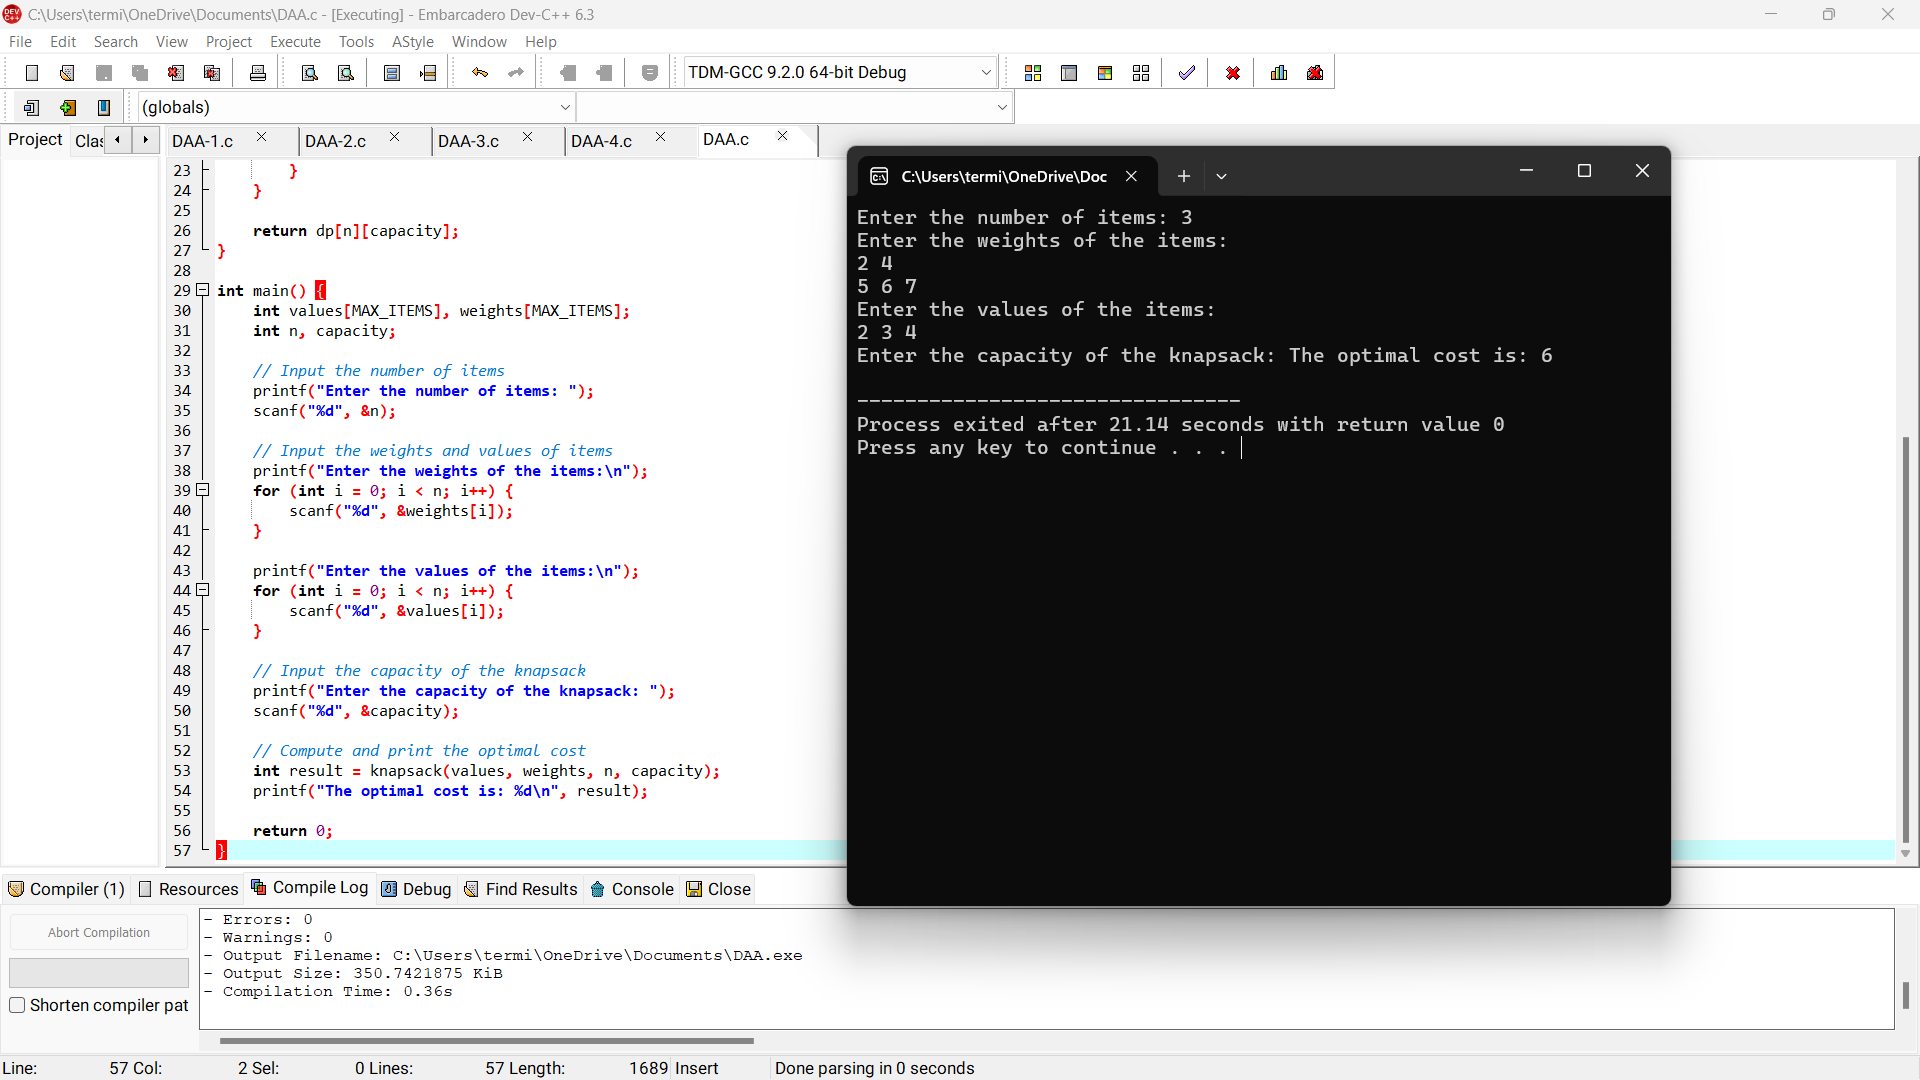 C:\Users\termi\OneDrive\Documents\DAA.c - [Executing] - Embarcadero Dev-C++ 6.3
File Edit Search View Project Execute Tools AStyle Window Help
TDM-GCC 9.2.0 64-bit Debug
(globals)
Project Clas
DAA-1.c DAA-2.c DAA-3.c DAA-4.c DAA.c
23 }
24 }
25
26 return dp[n][capacity];
27 }
28
29 int main() {
30 int values[MAX_ITEMS], weights[MAX_ITEMS];
31 int n, capacity;
32
33 // Input the number of items
34 printf("Enter the number of items: ");
35 scanf("%d", &n);
36
37 // Input the weights and values of items
38 printf("Enter the weights of the items:\n");
39 for (int i = 0; i < n; i++) {
40 scanf("%d", &weights[i]);
41 }
42
43 printf("Enter the values of the items:\n");
44 for (int i = 0; i < n; i++) {
45 scanf("%d", &values[i]);
46 }
47
48 // Input the capacity of the knapsack
49 printf("Enter the capacity of the knapsack: ");
50 scanf("%d", &capacity);
51
52 // Compute and print the optimal cost
53 int result = knapsack(values, weights, n, capacity);
54 printf("The optimal cost is: %d\n", result);
55
56 return 0;
57 }
C:\Users\termi\OneDrive\Doc
Enter the number of items: 3
Enter the weights of the items:
2 4
5 6 7
Enter the values of the items:
2 3 4
Enter the capacity of the knapsack: The optimal cost is: 6
--------------------------------
Process exited after 21.14 seconds with return value 0
Press any key to continue . . .
Compiler (1) Resources Compile Log Debug Find Results Console Close
Abort Compilation
Shorten compiler pat
- Errors: 0
- Warnings: 0
- Output Filename: C:\Users\termi\OneDrive\Documents\DAA.exe
- Output Size: 350.7421875 KiB
- Compilation Time: 0.36s
Line: 57 Col: 2 Sel: 0 Lines: 57 Length: 1689 Insert Done parsing in 0 seconds